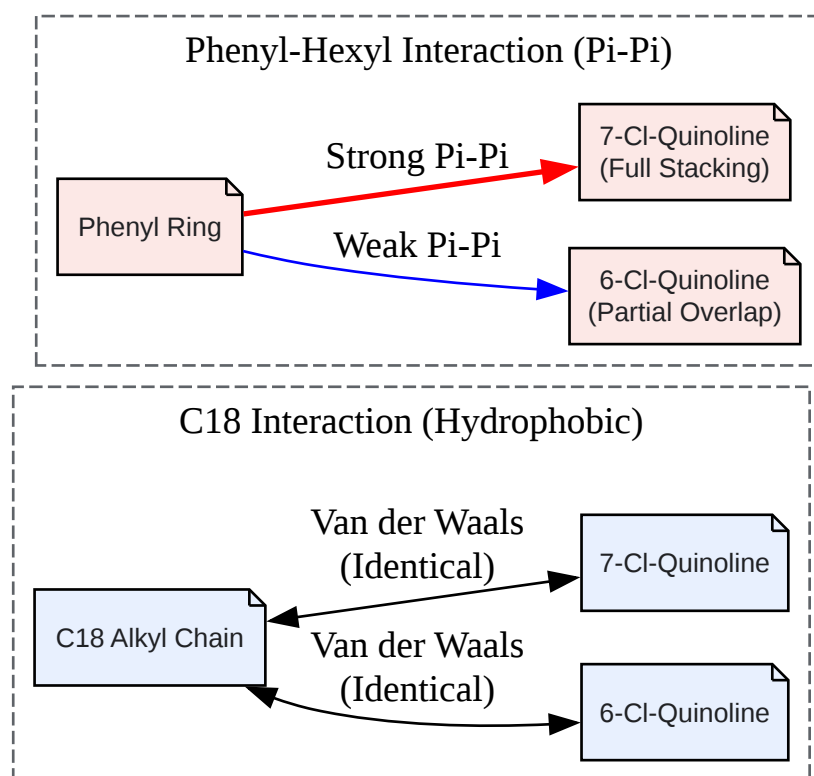 Phenyl-Hexyl Interaction (Pi-Pi)
7-Cl-Quinoline
(Full Stacking)
Strong Pi-Pi
Phenyl Ring
Weak Pi-Pi
6-Cl-Quinoline
(Partial Overlap)
C18 Interaction (Hydrophobic)
Van der Waals
(Identical)
7-Cl-Quinoline
C18 Alkyl Chain
Van der Waals
(Identical)
6-Cl-Quinoline